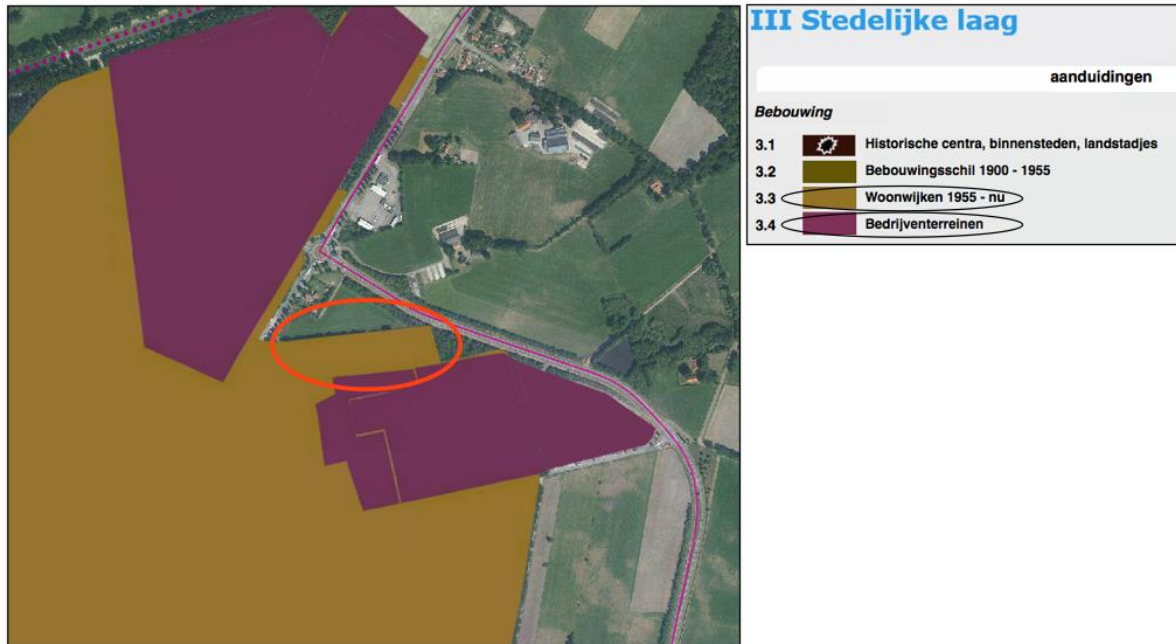 III Stedelijke laag
aanduidingen
Bebouwing
3.1 Historische centra, binnensteden, landstadjes
3.2 Bebouwingsschil 1900 - 1955
3.3 Woonwijken 1955 - nu
3.4 Bedrijventerreinen